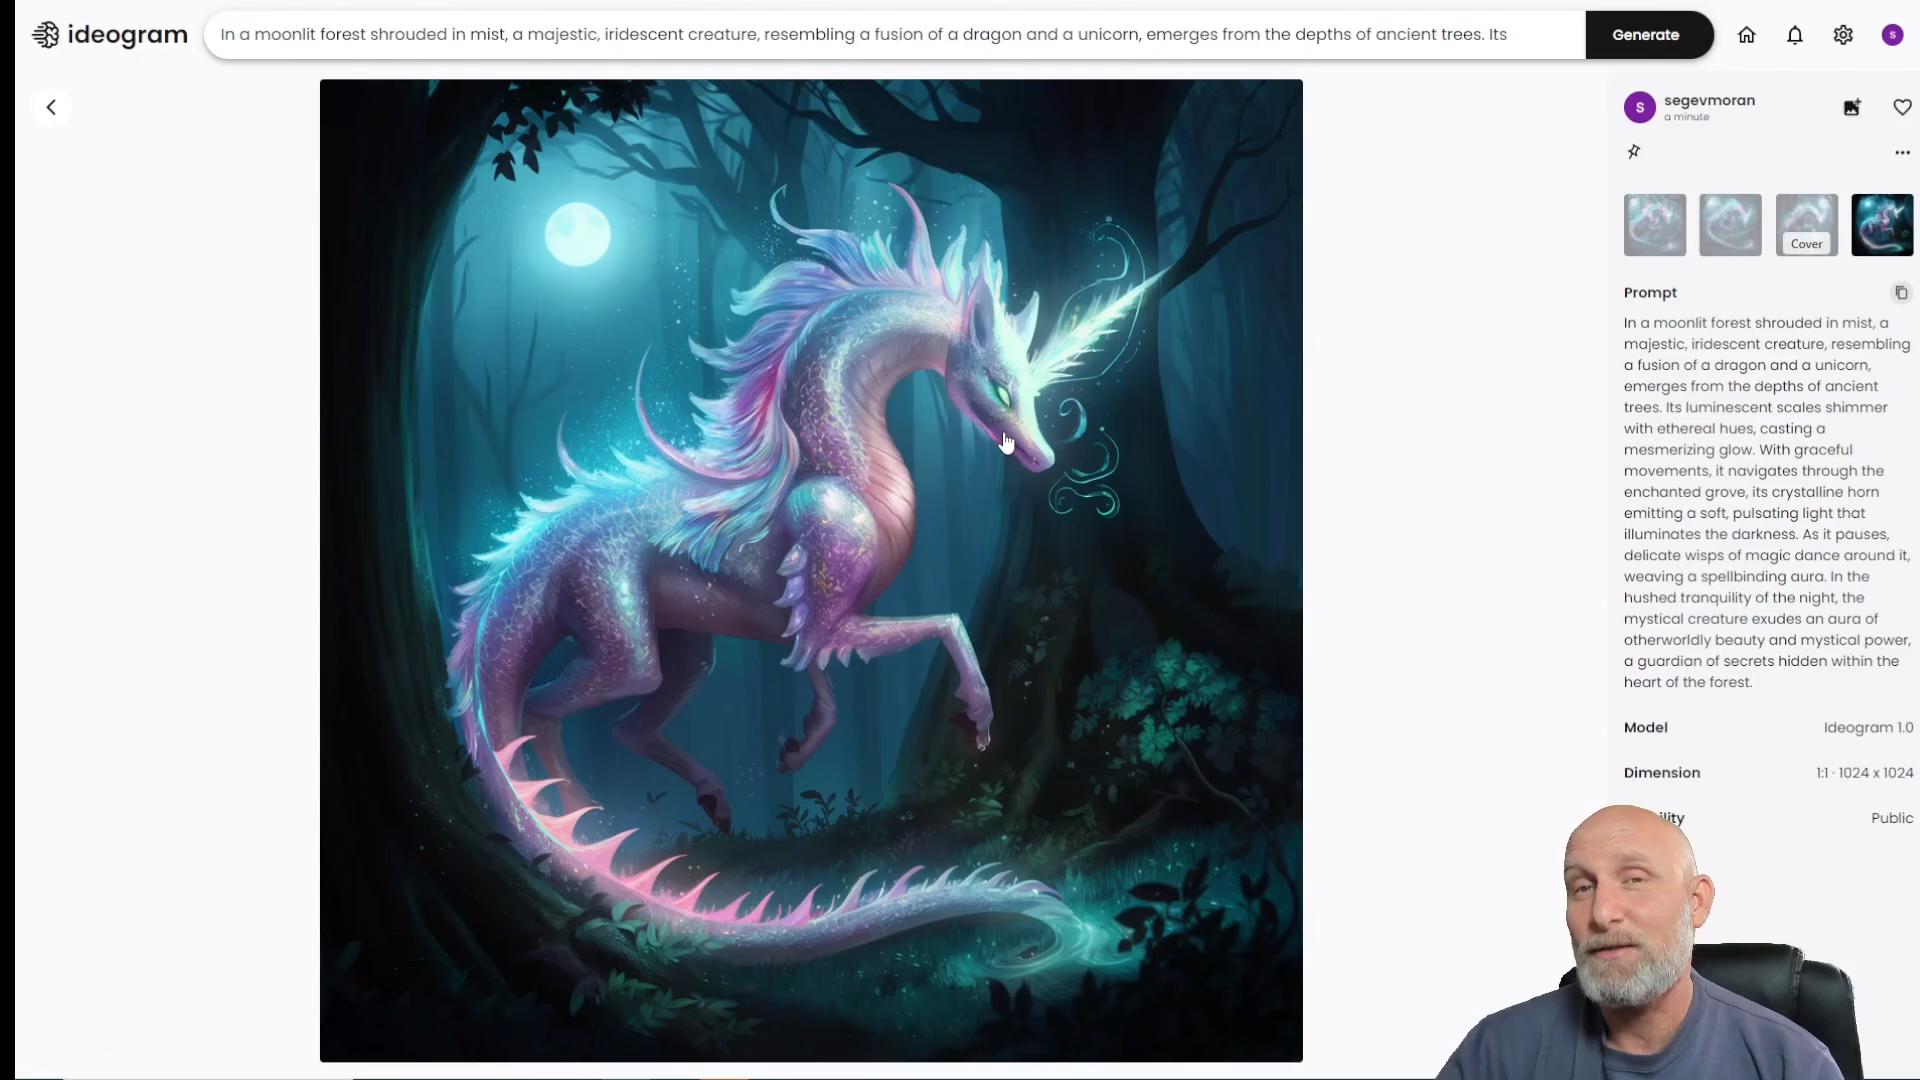 ideogram
In a moonlit forest shrouded in mist, a majestic, iridescent creature, resembling a fusion of a dragon and a unicorn, emerges from the depths of ancient trees. Its
Generate
S
S
segevmoran
a minute
Cover
Prompt
In a moonlit forest shrouded in mist, a
majestic, iridescent creature, resembling
a fusion of a dragon and a unicorn,
emerges from the depths of ancient
trees. Its luminescent scales shimmer
with ethereal hues, casting a
mesmerizing glow. With graceful
movements, it navigates through the
enchanted grove, its crystalline horn
emitting a soft, pulsating light that
illuminates the darkness. As it pauses,
delicate wisps of magic dance around it,
weaving a spellbinding aura. In the
hushed tranquility of the night, the
mystical creature exudes an aura of
otherworldly beauty and mystical power,
a guardian of secrets hidden within the
heart of the forest.
Model Ideogram 1.0
Dimension 1:1 · 1024 x 1024
Public